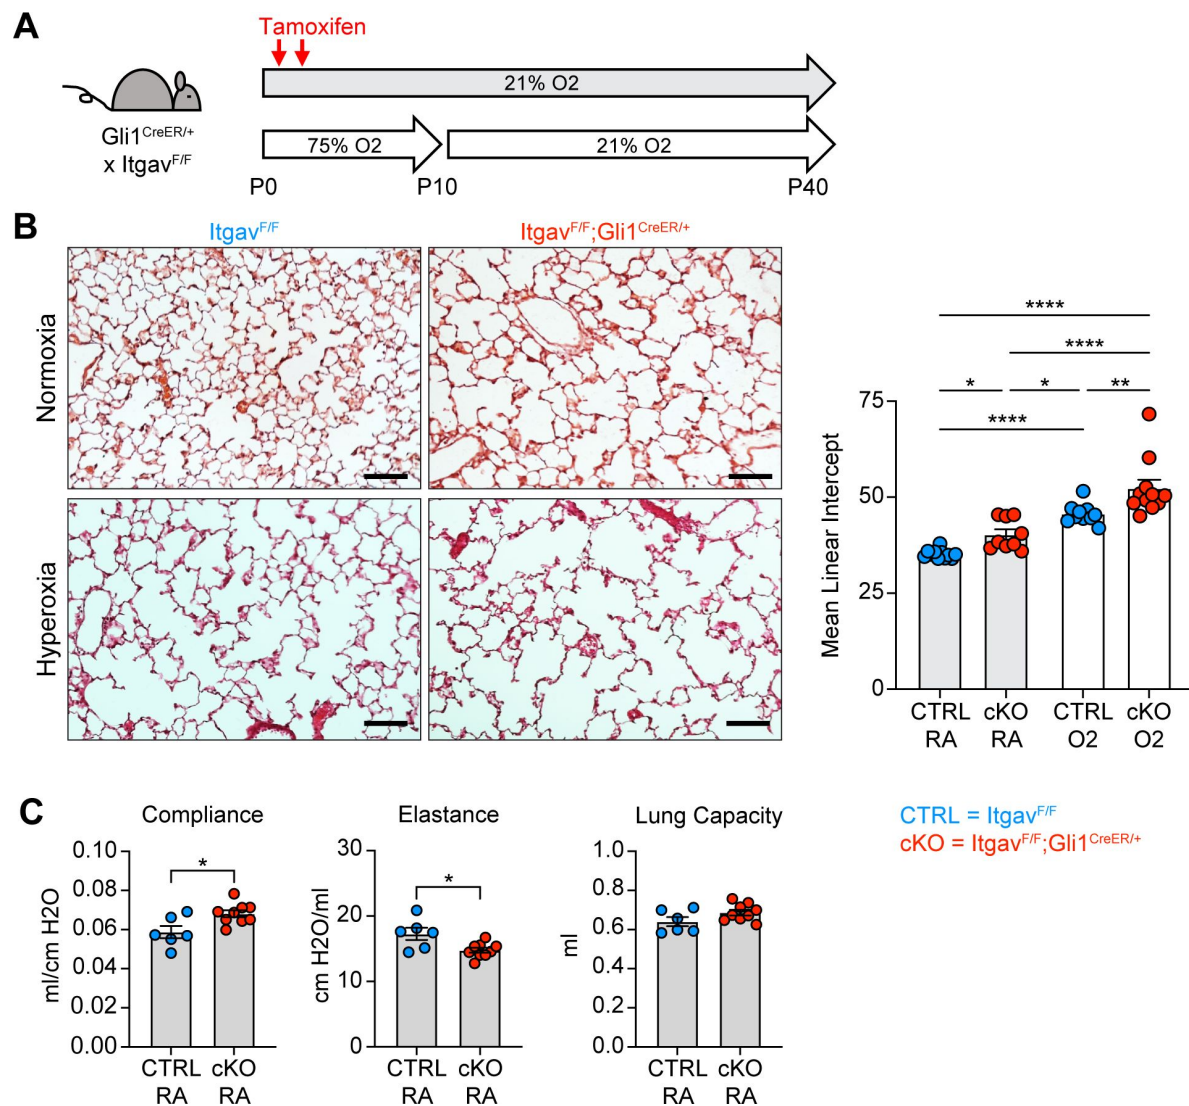 A
Tamoxifen
21% O2
75% O2
21% O2
Gli1CreER/+
x ItgavF/F
P0
P10
P40
B
ItgavF/F
ItgavF/F;Gli1CreER/+
Normoxia
Hyperoxia
****
****
* * **
****
Mean Linear Intercept
75
50
25
0
CTRL cKO CTRL cKO
RA RA O2 O2
C
Compliance
ml/cm H2O
0.10
0.08
0.06
0.04
0.02
0.00
*
CTRL cKO
RA RA
Elastance
cm H2O/ml
30
20
10
0
*
CTRL cKO
RA RA
Lung Capacity
ml
1.0
0.8
0.6
0.4
0.2
0.0
CTRL cKO
RA RA
CTRL = ItgavF/F
cKO = ItgavF/F;Gli1CreER/+